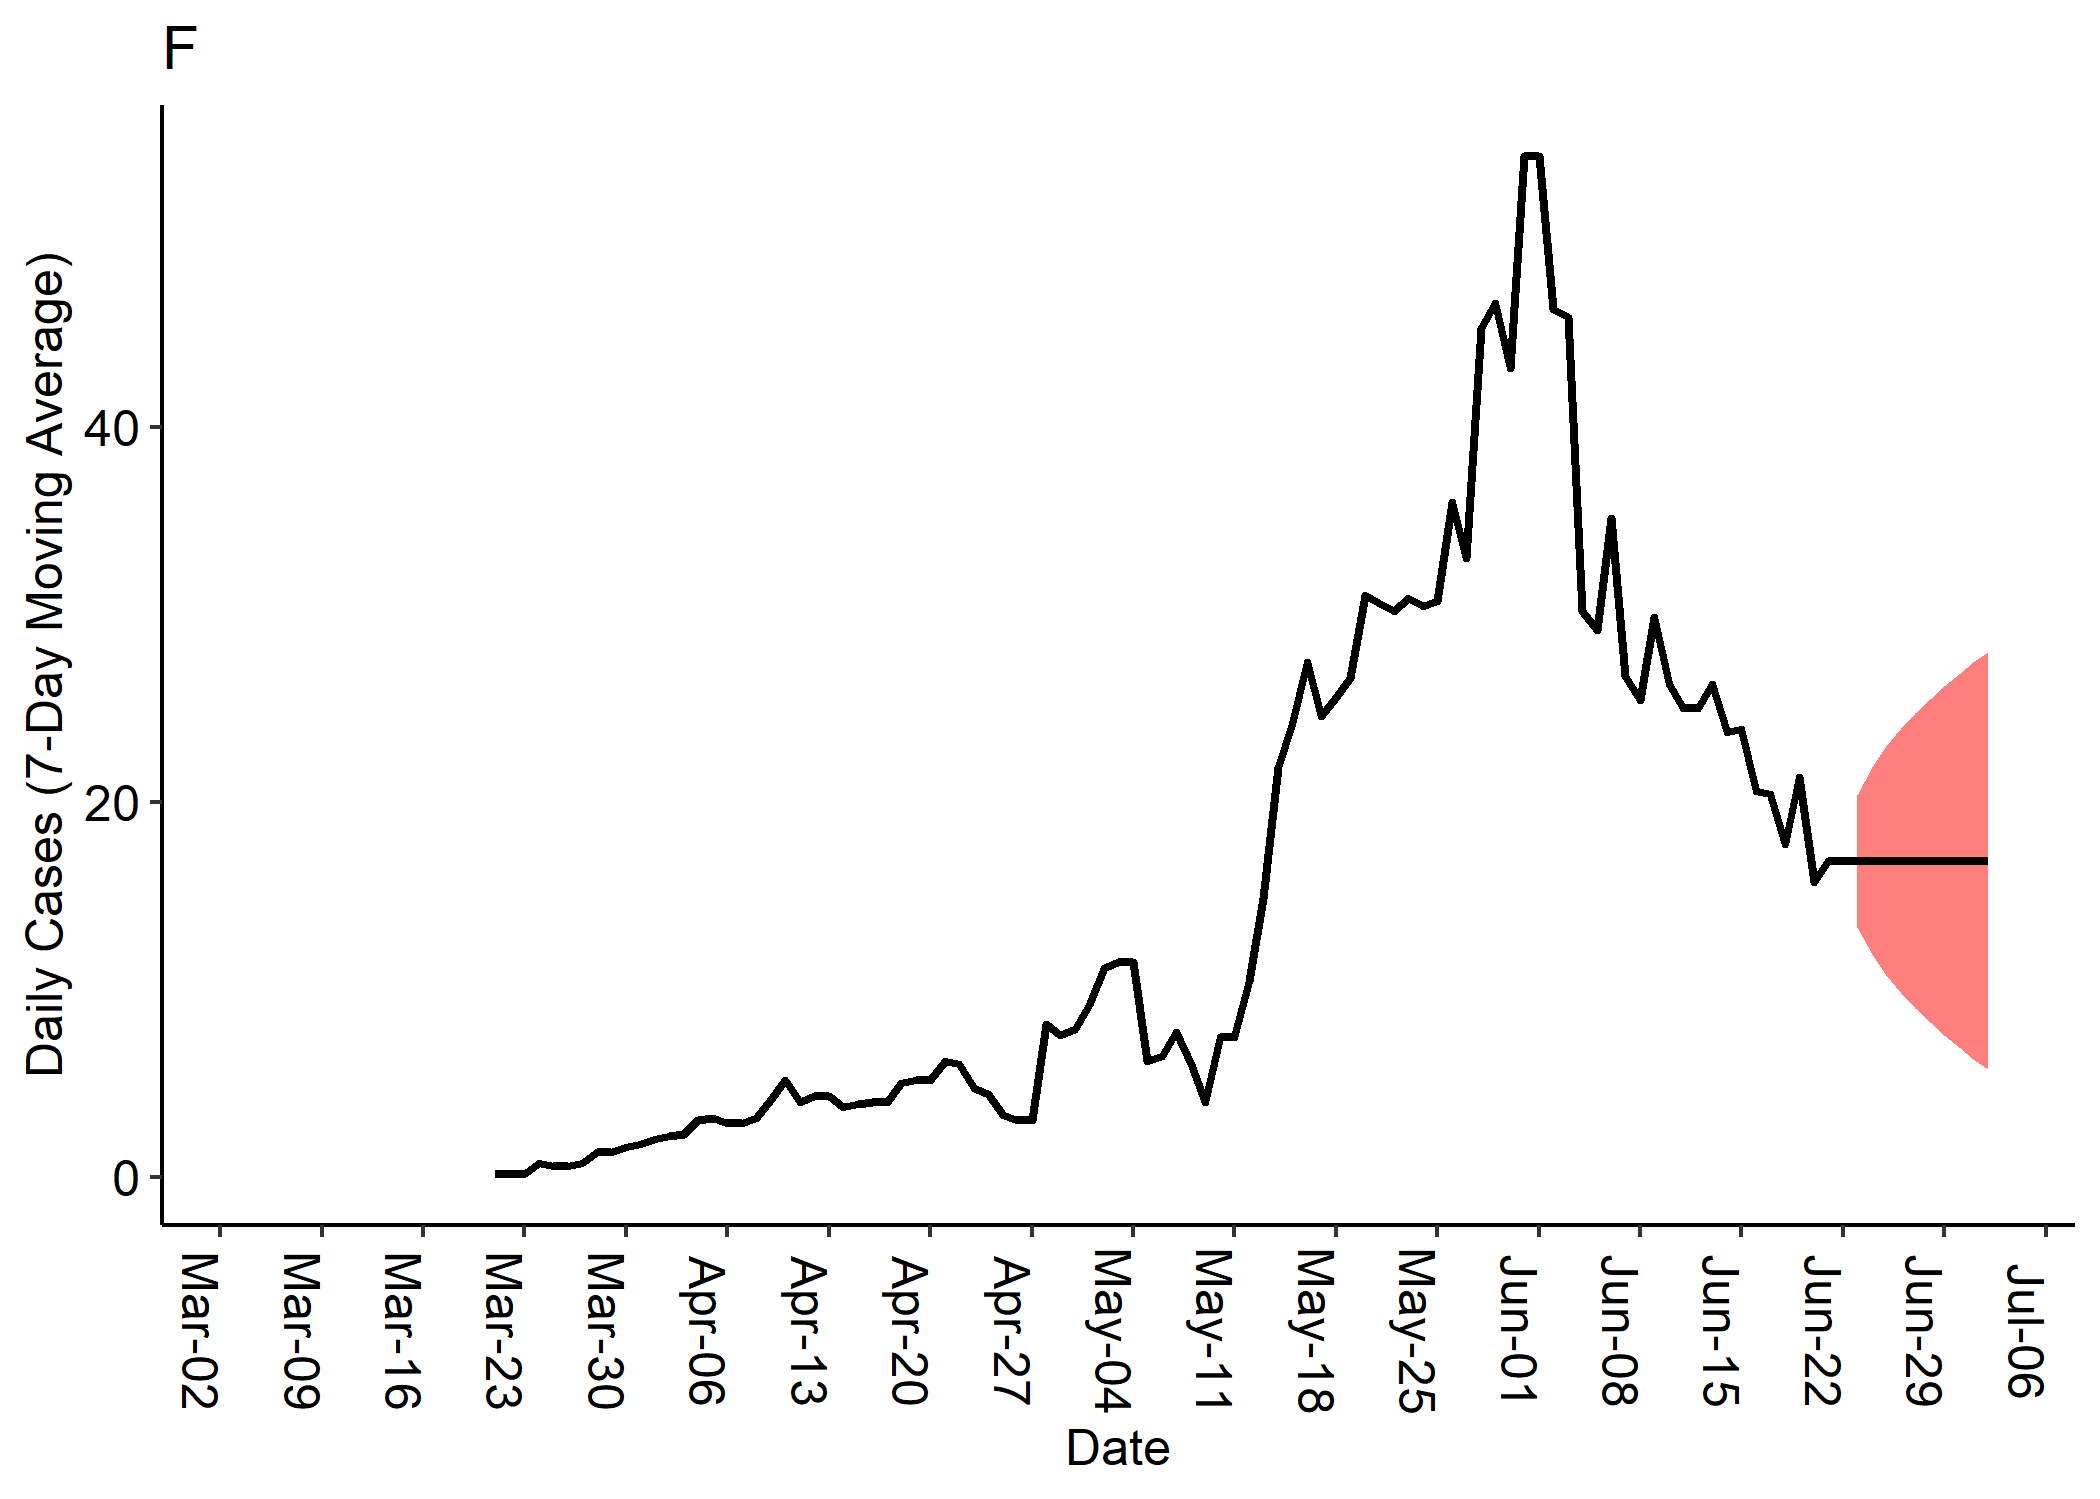 F
Daily Cases (7-Day Moving Average)
40
20
0
Mar-02
Mar-09
Mar-16
Mar-23
Mar-30
Apr-06
Apr-13
Apr-20
Apr-27
May-04
May-11
May-18
May-25
Jun-01
Jun-08
Jun-15
Jun-22
Jun-29
Jul-06
Date